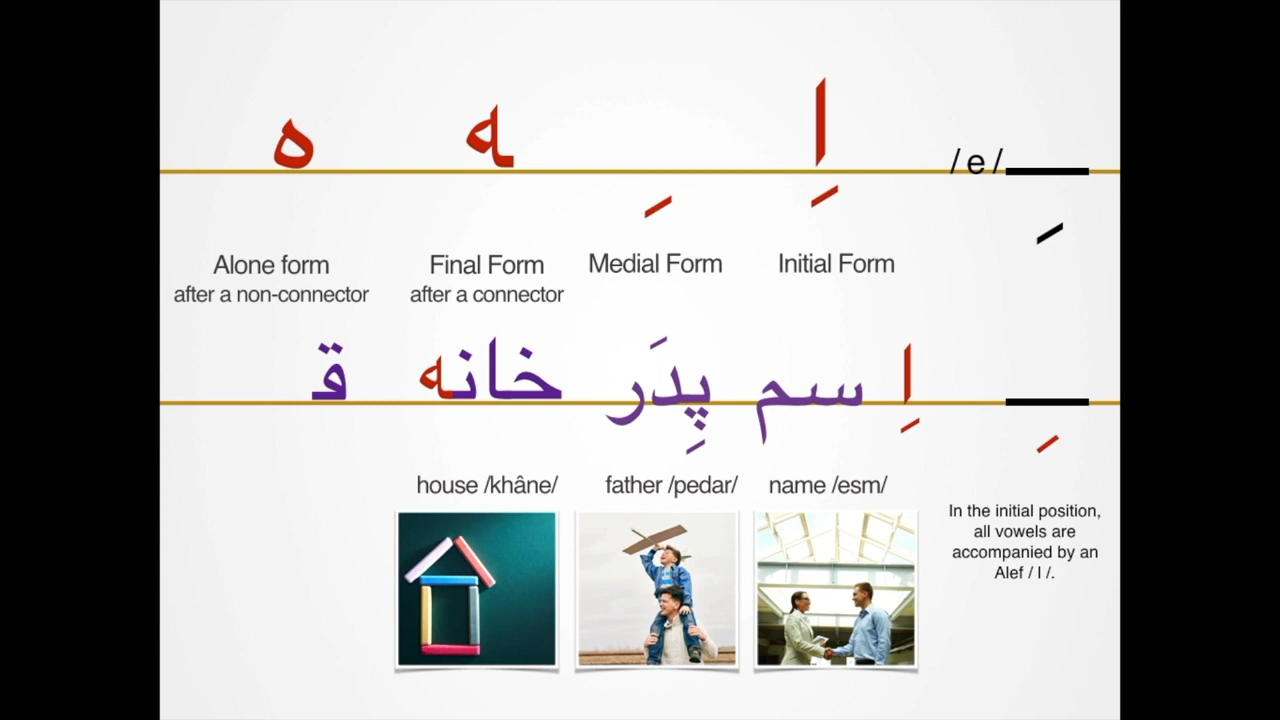 ه ـه ـِ اِ /e/ ـِ
Alone form Final Form Medial Form Initial Form
after a non-connector after a connector
قـ خانه پِدَر اِسم ـِ
house /khâne/ father /pedar/ name /esm/
In the initial position,
all vowels are
accompanied by an
Alef / ا /.